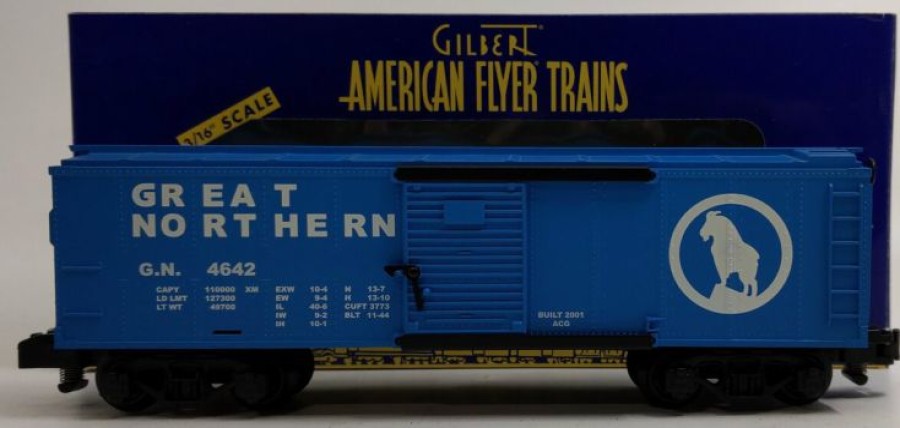 GILBERT
AMERICAN FLYER TRAINS
3/16" SCALE
GREAT
NORTHERN
G.N. 4642
CAPY 110000 XM EXW 10-4 H 13-7
LD LMT 127300 EW 9-4 H 13-10
LT WT 48700 IL 40-6 CUFT 3773
IW 9-2 BLT 11-44
IH 10-1
BUILT 2001
ACG